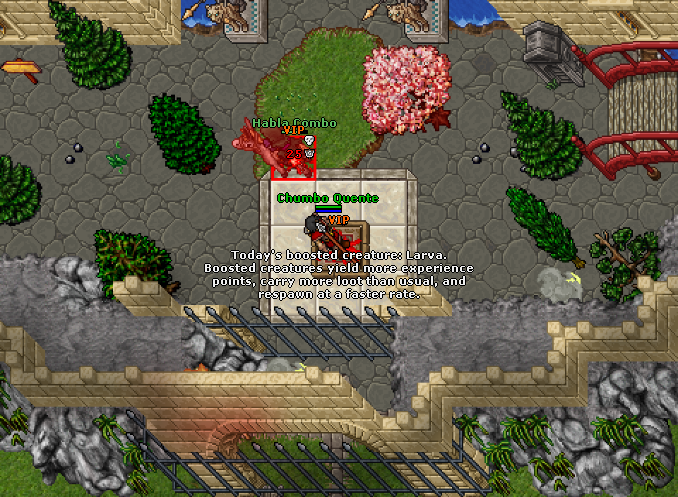 Habla Combo
VIP
25
Chumbo Quente
VIP
Today's boosted creature: Larva.
Boosted creatures yield more experience
points, carry more loot than usual, and
respawn at a faster rate.